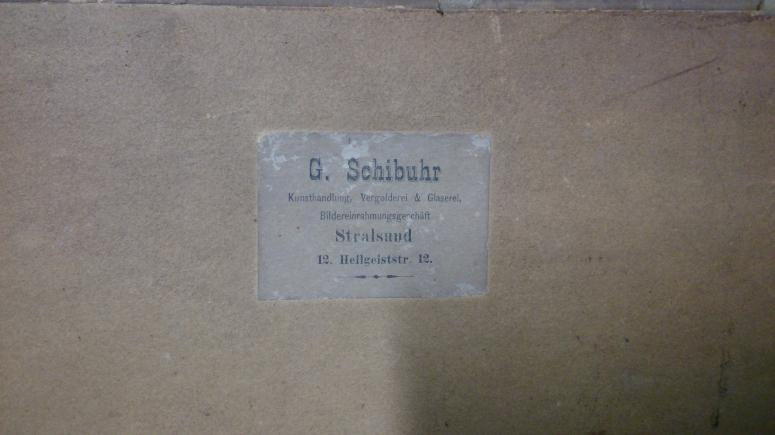 G. Schibuhr
Kunsthandlung, Vergolderei & Glaserei,
Bildereinrahmungsgeschäft
Stralsund
12. Heilgeiststr. 12.